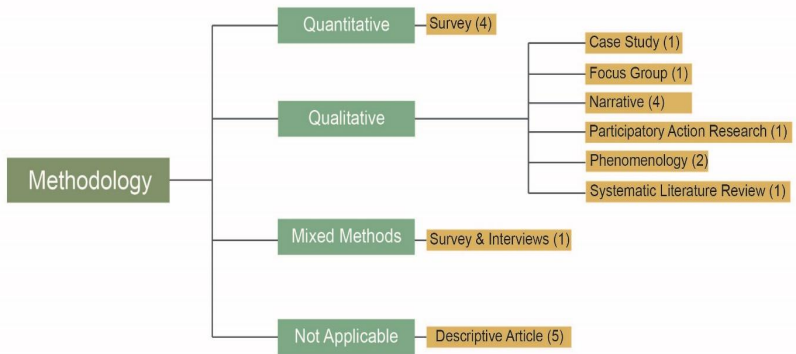 Methodology
Quantitative
Survey (4)
Qualitative
Case Study (1)
Focus Group (1)
Narrative (4)
Participatory Action Research (1)
Phenomenology (2)
Systematic Literature Review (1)
Mixed Methods
Survey & Interviews (1)
Not Applicable
Descriptive Article (5)